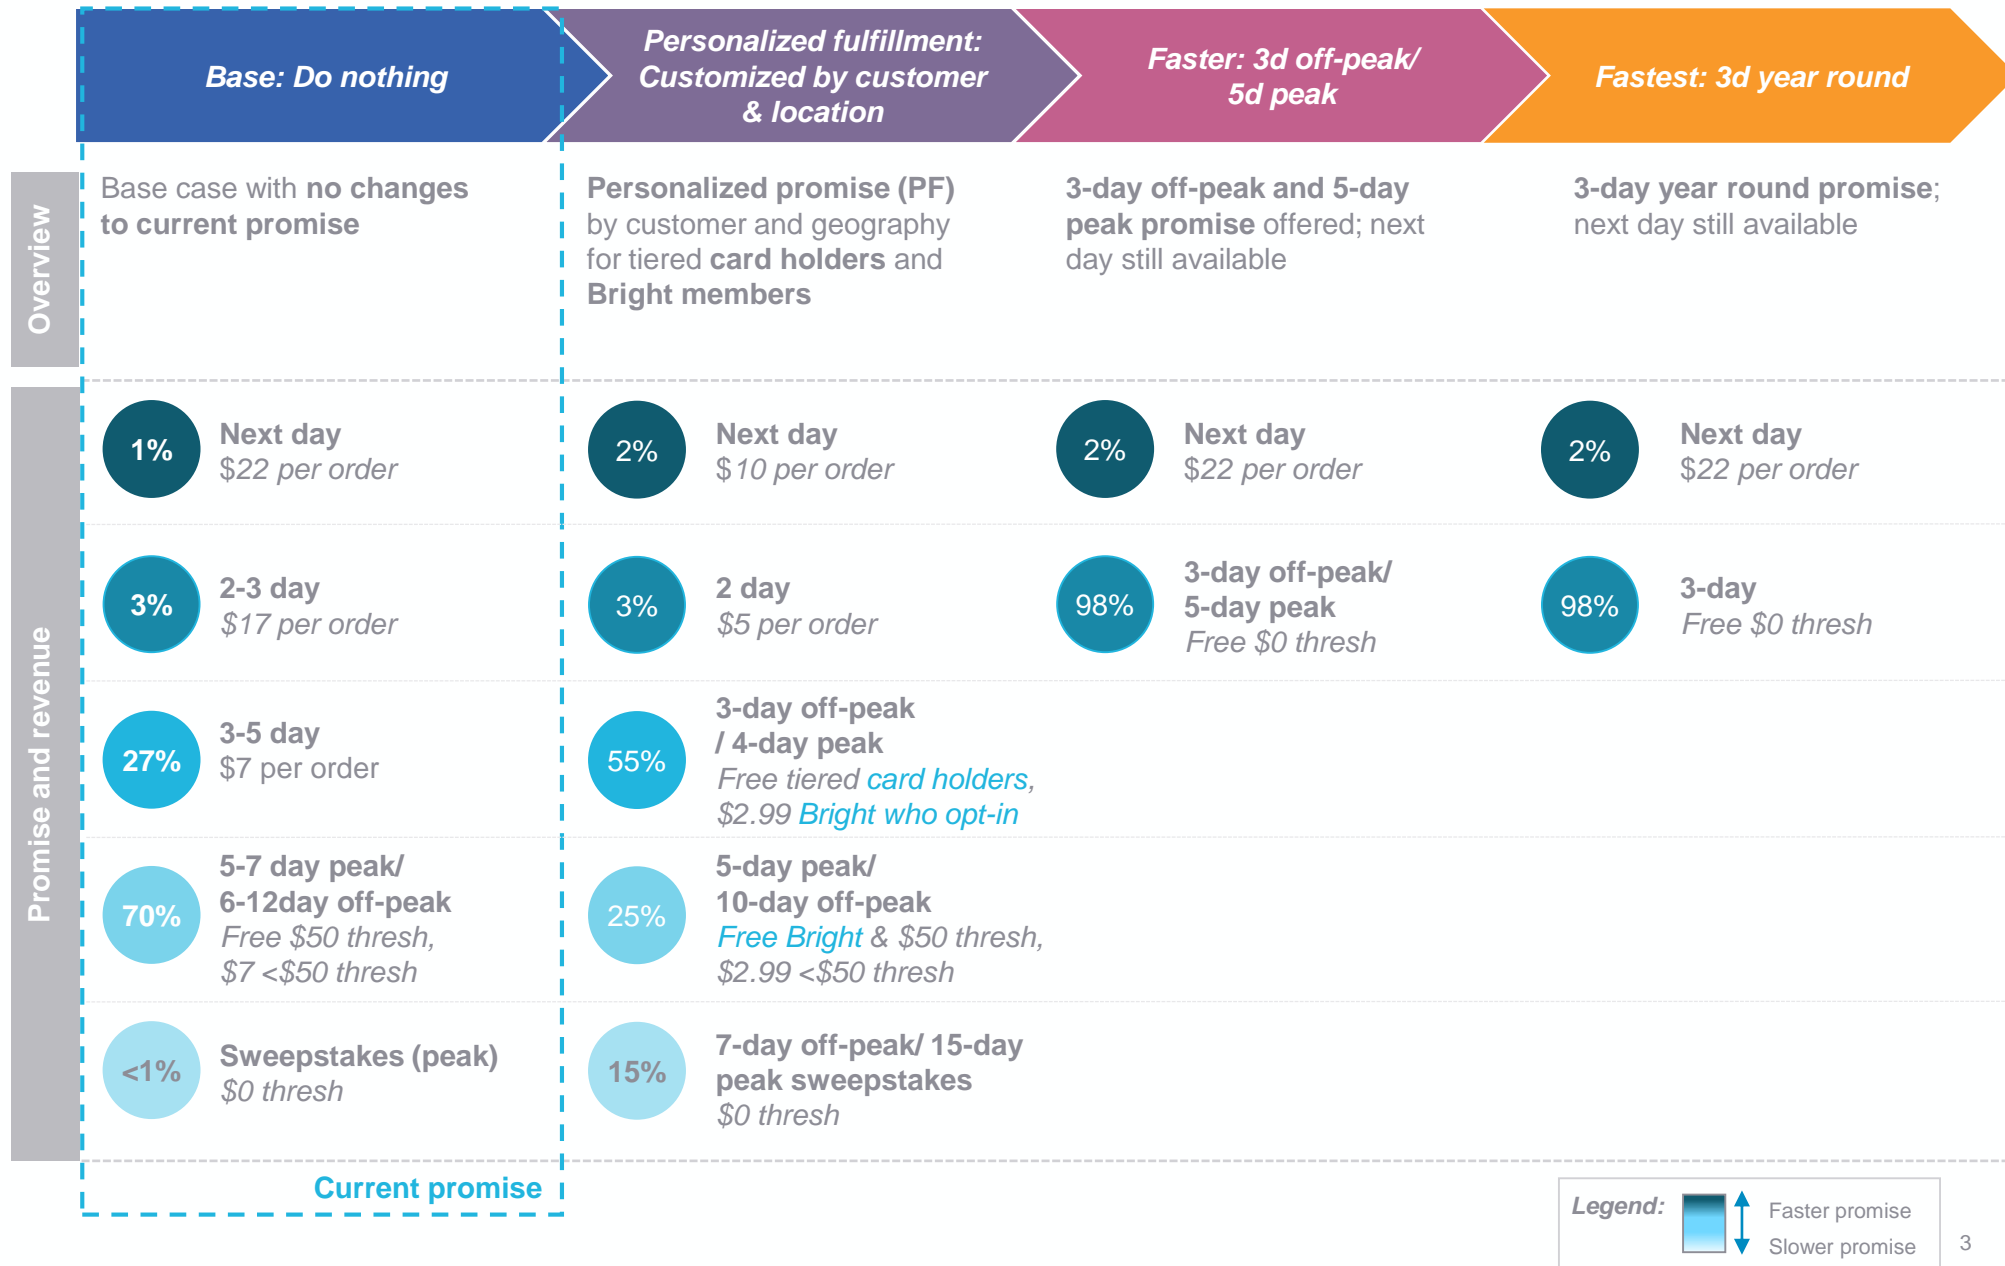 Base: Do nothing
Personalized fulfillment:
Customized by customer
& location
Faster: 3d off-peak/
5d peak
Fastest: 3d year round
Overview
Base case with no changes
to current promise
Personalized promise (PF)
by customer and geography
for tiered card holders and
Bright members
3-day off-peak and 5-day
peak promise offered; next
day still available
3-day year round promise;
next day still available
Promise and revenue
1%
Next day
$22 per order
2%
Next day
$10 per order
2%
Next day
$22 per order
2%
Next day
$22 per order
3%
2-3 day
$17 per order
3%
2 day
$5 per order
98%
3-day off-peak/
5-day peak
Free $0 thresh
98%
3-day
Free $0 thresh
27%
3-5 day
$7 per order
55%
3-day off-peak
/ 4-day peak
Free tiered card holders,
$2.99 Bright who opt-in
70%
5-7 day peak/
6-12day off-peak
Free $50 thresh,
$7 <$50 thresh
25%
5-day peak/
10-day off-peak
Free Bright & $50 thresh,
$2.99 <$50 thresh
<1%
Sweepstakes (peak)
$0 thresh
15%
7-day off-peak/ 15-day
peak sweepstakes
$0 thresh
Current promise
Legend:
Faster promise
Slower promise
3